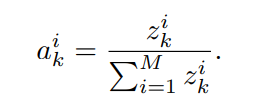 a_k^i = \frac{z_k^i}{\sum_{i=1}^{M} z_k^i}.